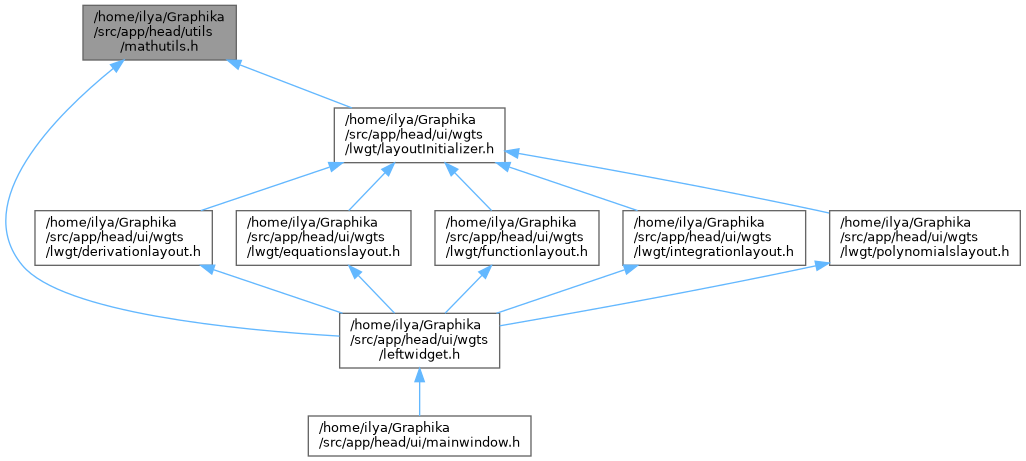 /home/ilya/Graphika
/src/app/head/utils
/mathutils.h
/home/ilya/Graphika
/src/app/head/ui/wgts
/lwgt/layoutInitializer.h
/home/ilya/Graphika
/src/app/head/ui/wgts
/lwgt/derivationlayout.h
/home/ilya/Graphika
/src/app/head/ui/wgts
/lwgt/equationslayout.h
/home/ilya/Graphika
/src/app/head/ui/wgts
/lwgt/functionlayout.h
/home/ilya/Graphika
/src/app/head/ui/wgts
/lwgt/integrationlayout.h
/home/ilya/Graphika
/src/app/head/ui/wgts
/lwgt/polynomialslayout.h
/home/ilya/Graphika
/src/app/head/ui/wgts
/leftwidget.h
/home/ilya/Graphika
/src/app/head/ui/mainwindow.h